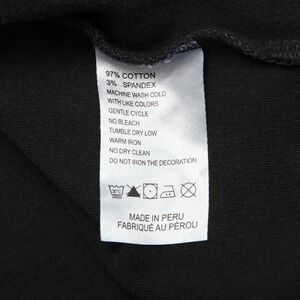 97% COTTON
3% SPANDEX
MACHINE WASH COLD
WITH LIKE COLORS
GENTLE CYCLE
NO BLEACH
TUMBLE DRY LOW
WARM IRON
NO DRY CLEAN
DO NOT IRON THE DECORATION
MADE IN PERU
FABRIQUÉ AU PÉROU